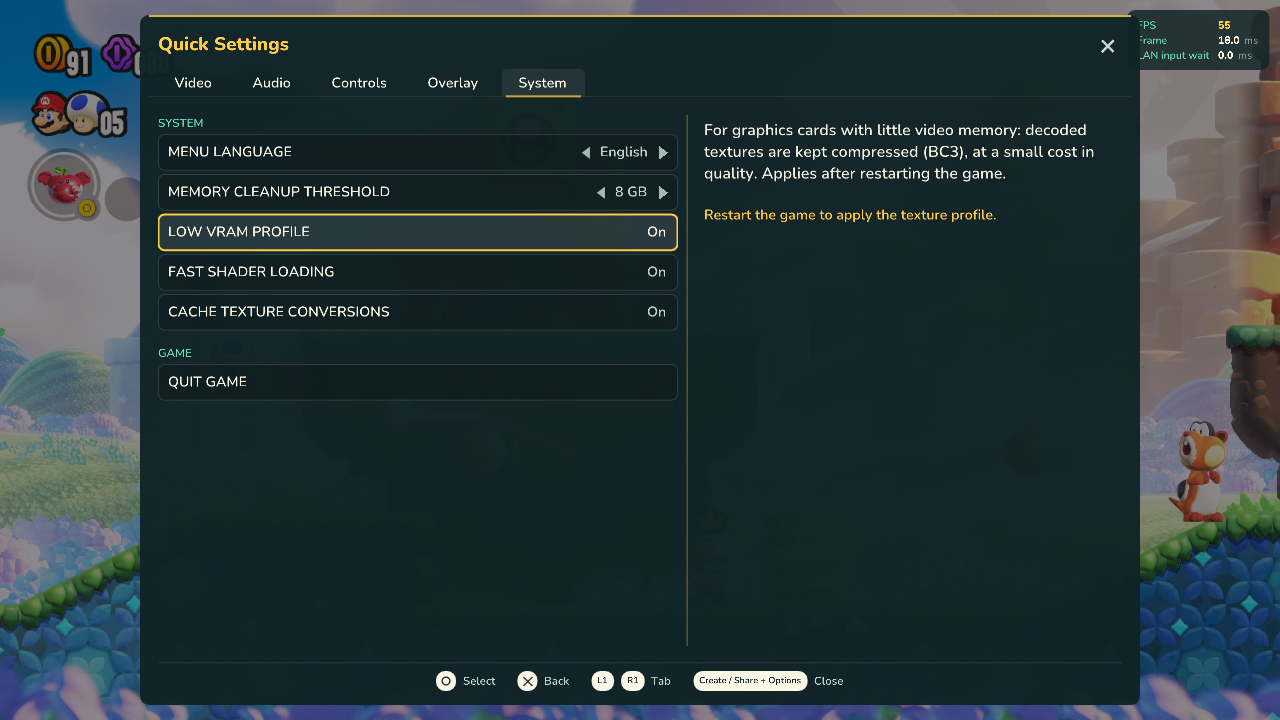 Quick Settings
Video Audio Controls Overlay System
SYSTEM
MENU LANGUAGE English
MEMORY CLEANUP THRESHOLD 8 GB
LOW VRAM PROFILE On
FAST SHADER LOADING On
CACHE TEXTURE CONVERSIONS On
GAME
QUIT GAME
For graphics cards with little video memory: decoded
textures are kept compressed (BC3), at a small cost in
quality. Applies after restarting the game.
Restart the game to apply the texture profile.
L1 R1 Tab
Select
Back
Create / Share + Options Close
FPS 55
Frame 18.0 ms
LAN input wait 0.0 ms
91
05